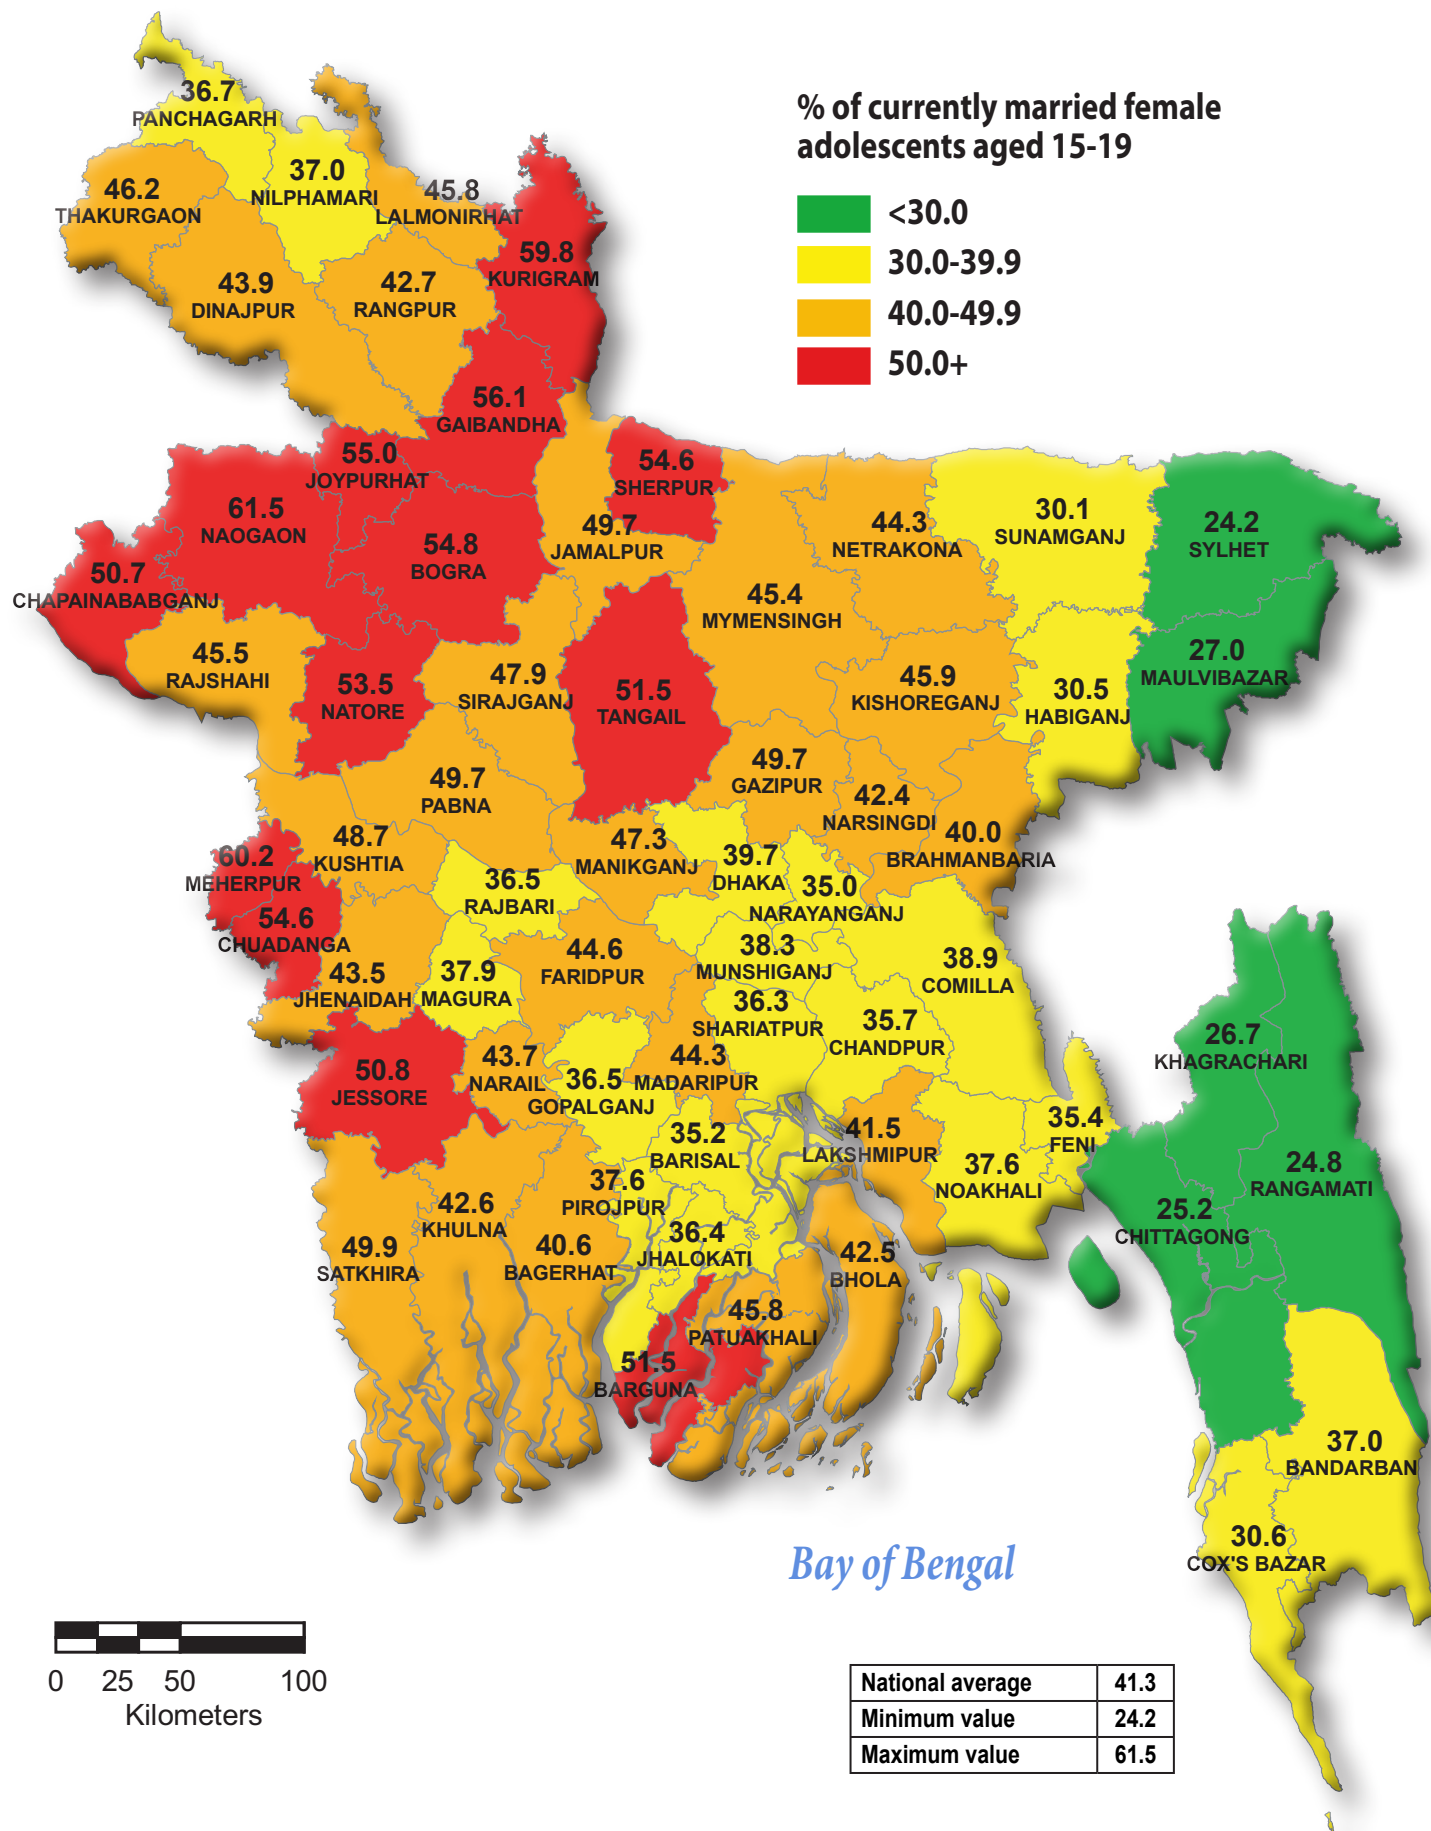 % of currently married female
adolescents aged 15-19
<30.0
30.0-39.9
40.0-49.9
50.0+
36.7
PANCHAGARH
37.0
NILPHAMARI
46.2
THAKURGAON
45.8
LALMONIRHAT
59.8
KURIGRAM
43.9
DINAJPUR
42.7
RANGPUR
56.1
GAIBANDHA
55.0
JOYPURHAT
54.6
SHERPUR
61.5
NAOGAON
49.7
JAMALPUR
44.3
NETRAKONA
30.1
SUNAMGANJ
24.2
SYLHET
54.8
BOGRA
50.7
CHAPAINABABGANJ
45.4
MYMENSINGH
45.5
RAJSHAHI
53.5
NATORE
47.9
SIRAJGANJ
51.5
TANGAIL
45.9
KISHOREGANJ
30.5
HABIGANJ
27.0
MAULVIBAZAR
49.7
PABNA
49.7
GAZIPUR
42.4
NARSINGDI
40.0
BRAHMANBARIA
48.7
KUSHTIA
60.2
MEHERPUR
47.3
MANIKGANJ
39.7
DHAKA
36.5
RAJBARI
35.0
NARAYANGANJ
54.6
CHUADANGA
43.5
JHENAIDAH
37.9
MAGURA
44.6
FARIDPUR
38.3
MUNSHIGANJ
38.9
COMILLA
36.3
SHARIATPUR
35.7
CHANDPUR
50.8
JESSORE
43.7
NARAIL
36.5
GOPALGANJ
44.3
MADARIPUR
26.7
KHAGRACHARI
35.2
BARISAL
41.5
LAKSHMIPUR
35.4
FENI
37.6
NOAKHALI
24.8
RANGAMATI
37.6
PIROJPUR
42.6
KHULNA
25.2
CHITTAGONG
49.9
SATKHIRA
40.6
BAGERHAT
36.4
JHALOKATI
42.5
BHOLA
45.8
PATUAKHALI
51.5
BARGUNA
37.0
BANDARBAN
30.6
COX'S BAZAR
Bay of Bengal
0 25 50 100
Kilometers
National average 41.3
Minimum value 24.2
Maximum value 61.5